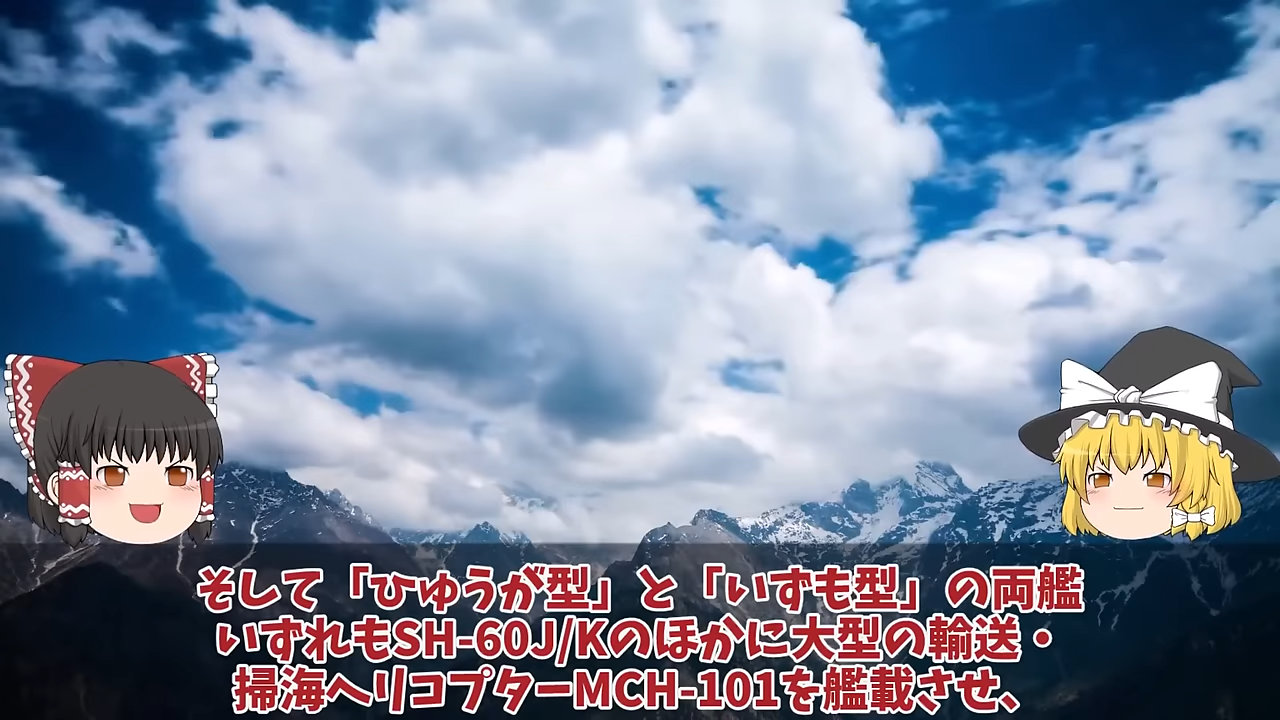 そして「ひゅうが型」と「いずも型」の両艦
いずれもSH-60J/Kのほかに大型の輸送・
掃海ヘリコプターMCH-101を艦載させ、